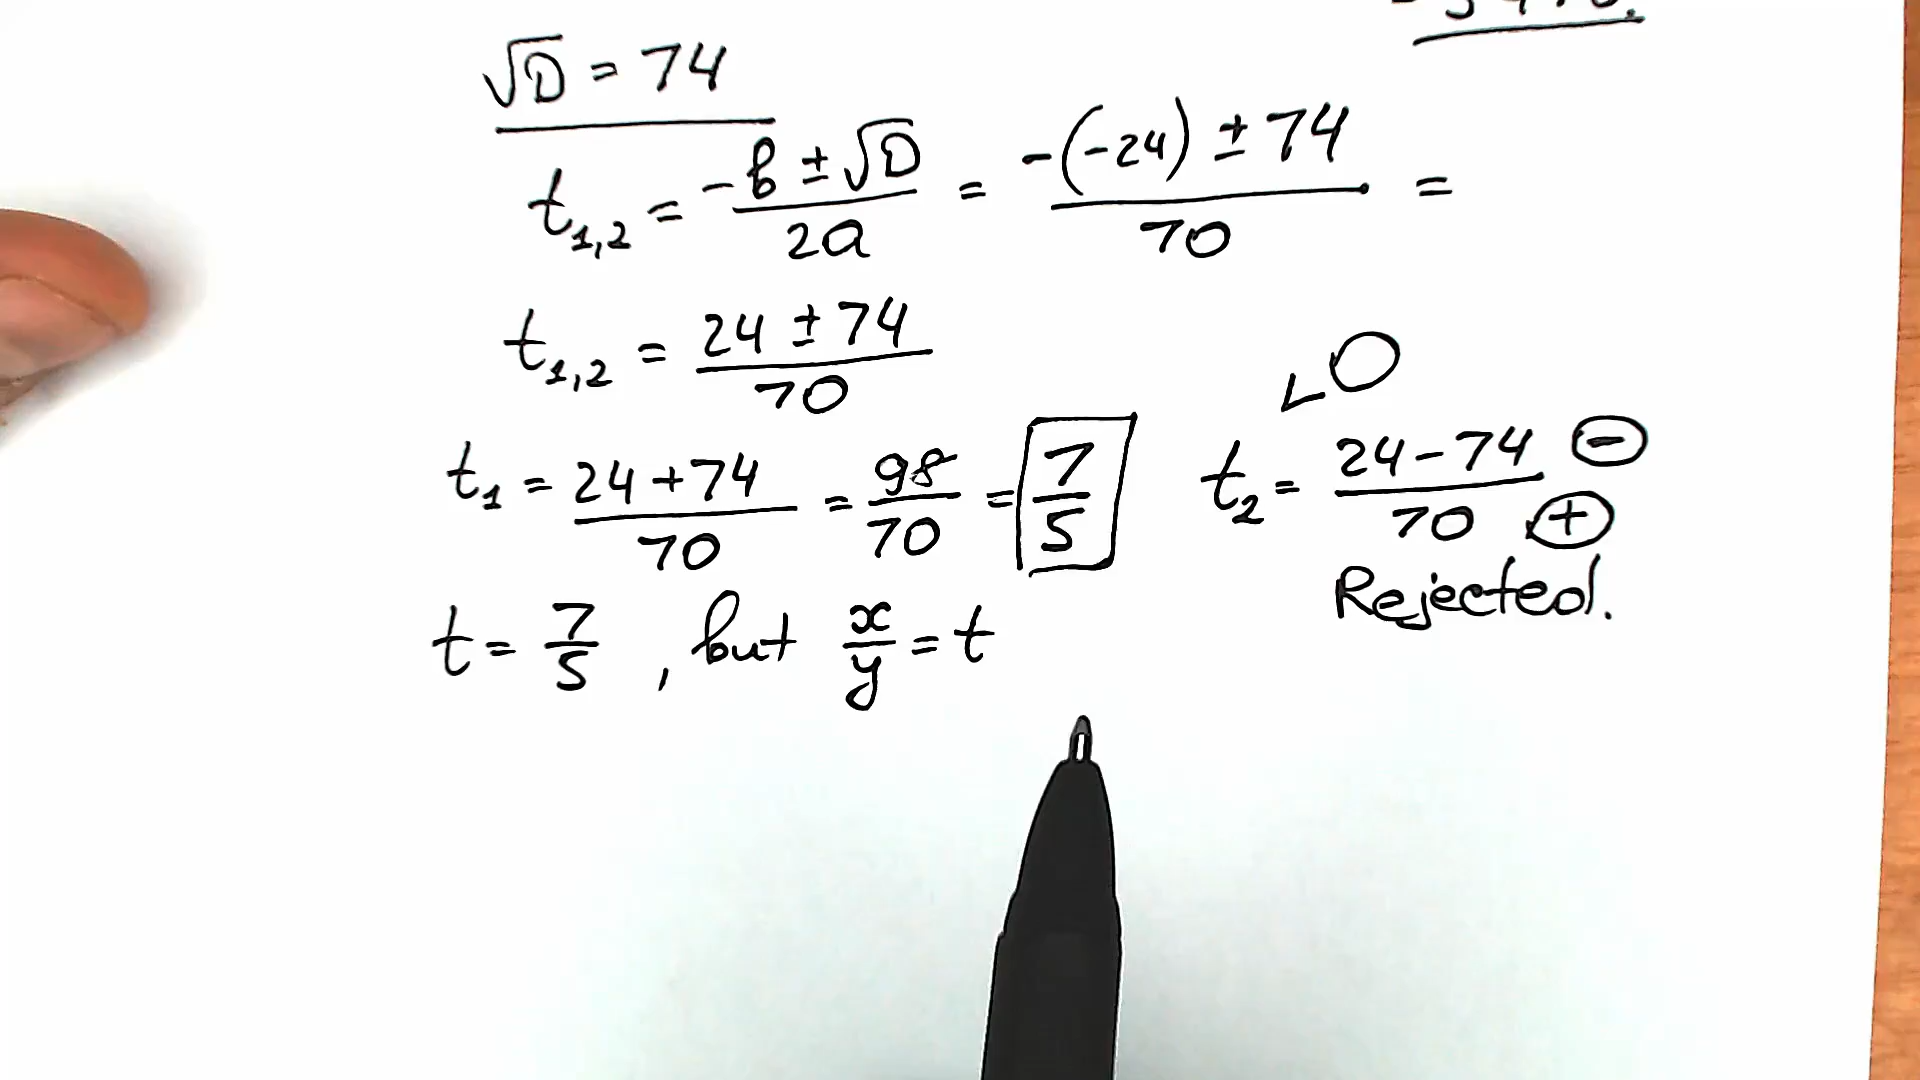 √D = 74
t1,2 = -b ± √D / 2a = -(-24) ± 74 / 70 =
t1,2 = 24 ± 74 / 70
< 0
t1 = 24 + 74 / 70 = 98 / 70 = 7 / 5
t2 = 24 - 74 / 70 - +
Rejected.
t = 7 / 5 , but x / y = t